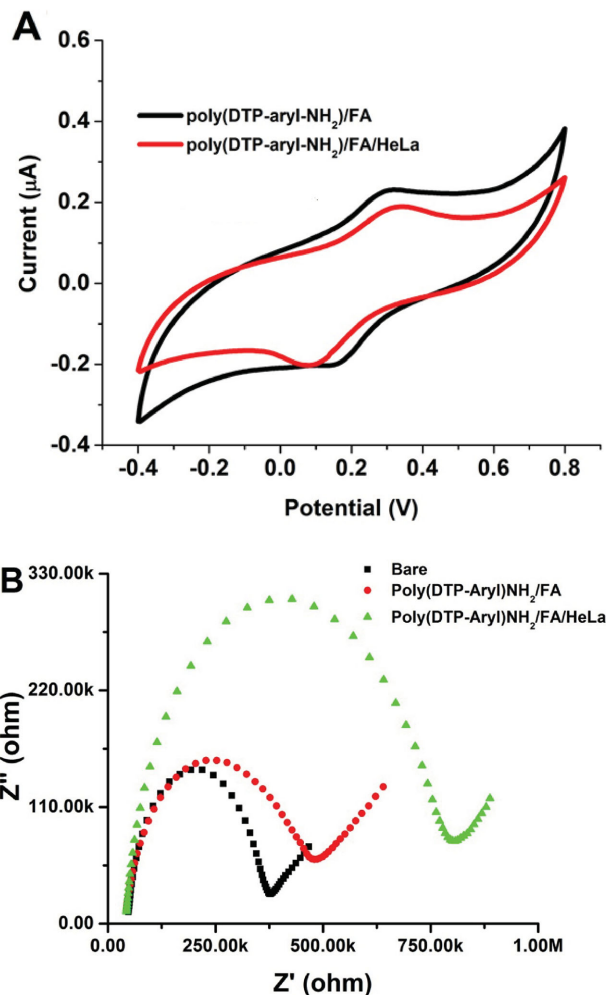 A
0.6
0.4
0.2
0.0
-0.2
-0.4
Current (μA)
poly(DTP-aryl-NH2)/FA
poly(DTP-aryl-NH2)/FA/HeLa
-0.4 -0.2 0.0 0.2 0.4 0.6 0.8
Potential (V)
B
330.00k
220.00k
110.00k
0.00
Z'' (ohm)
Bare
Poly(DTP-Aryl)NH2/FA
Poly(DTP-Aryl)NH2/FA/HeLa
0.00 250.00k 500.00k 750.00k 1.00M
Z' (ohm)